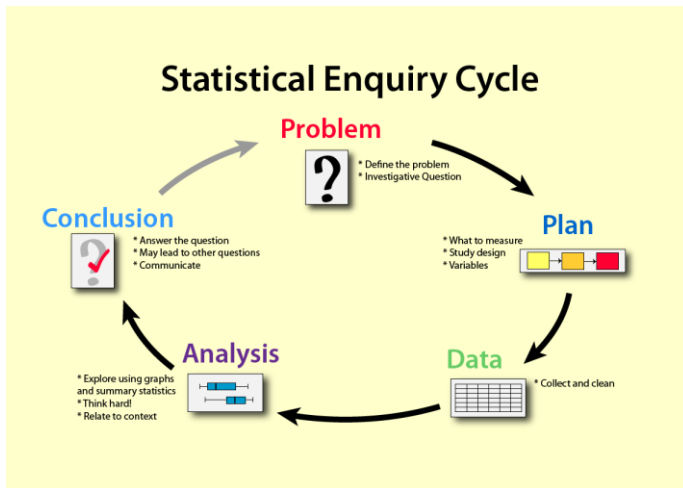 Statistical Enquiry Cycle
Problem
* Define the problem
* Investigative Question
Plan
* What to measure
* Study design
* Variables
Data
* Collect and clean
Analysis
* Explore using graphs
and summary statistics
* Think hard!
* Relate to context
Conclusion
* Answer the question
* May lead to other questions
* Communicate